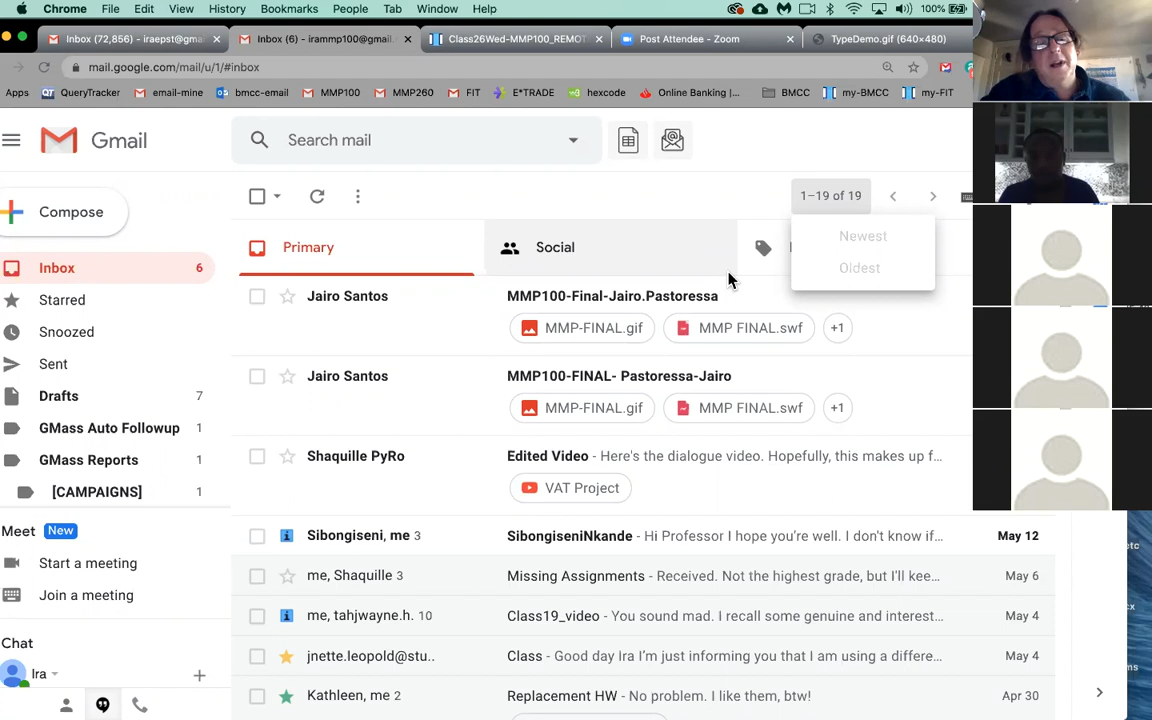 Chrome File Edit View History Bookmarks People Tab Window Help 100%
Inbox (72,856) - iraepst@gm Inbox (6) - irammp100@gmail. Class26Wed-MMP100_REMOT Post Attendee - Zoom TypeDemo.gif (640×480)
mail.google.com/mail/u/1/#inbox
Apps QueryTracker email-mine bmcc-email MMP100 MMP260 FIT E*TRADE hexcode Online Banking |... BMCC my-BMCC my-FIT
Gmail Search mail
Compose 1–19 of 19
Newest
Oldest
Primary Social
Inbox 6
Starred
Snoozed
Sent
Drafts 7
GMass Auto Followup 1
GMass Reports 1
[CAMPAIGNS] 1
Meet New
Start a meeting
Join a meeting
Chat
Ira
Jairo Santos MMP100-Final-Jairo.Pastoressa
MMP-FINAL.gif MMP FINAL.swf +1
Jairo Santos MMP100-FINAL- Pastoressa-Jairo
MMP-FINAL.gif MMP FINAL.swf +1
Shaquille PyRo Edited Video - Here's the dialogue video. Hopefully, this makes up f...
VAT Project
Sibongiseni, me 3 SibongiseniNkande - Hi Professor I hope you're well. I don't know if... May 12
me, Shaquille 3 Missing Assignments - Received. Not the highest grade, but I'll kee... May 6
me, tahjwayne.h. 10 Class19_video - You sound mad. I recall some genuine and interest... May 4
jnette.leopold@stu.. Class - Good day Ira I'm just informing you that I am using a differe... May 4
Kathleen, me 2 Replacement HW - No problem. I like them, btw! Apr 30